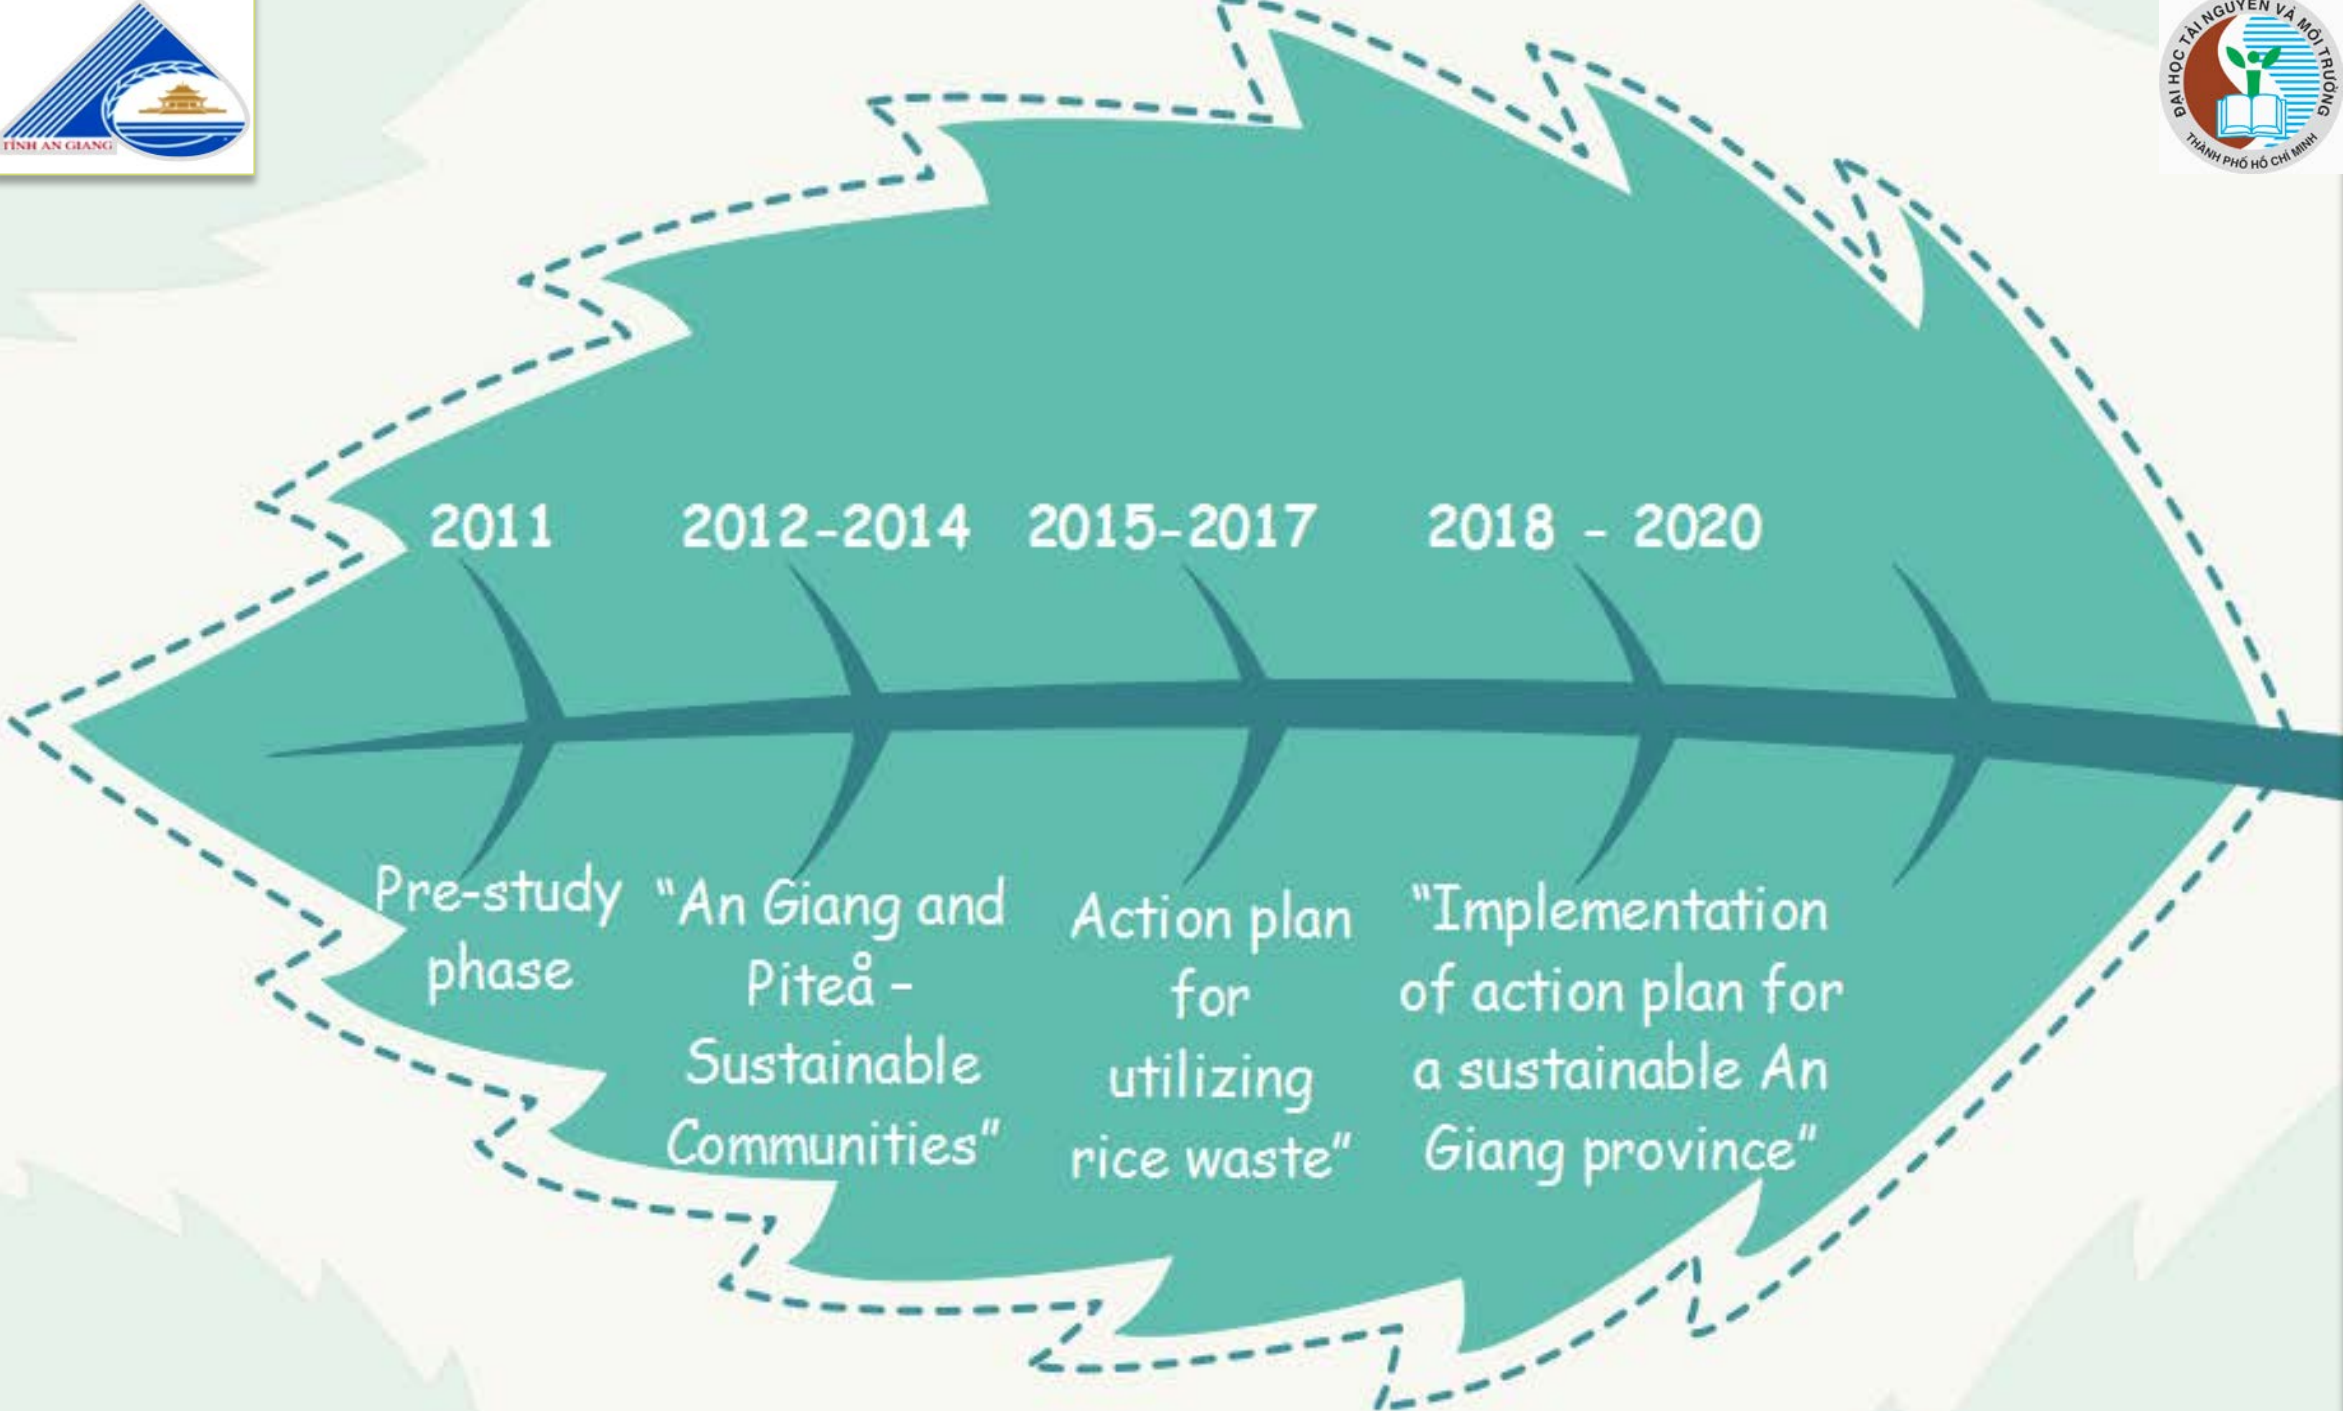 TỈNH AN GIANG
ĐẠI HỌC TÀI NGUYÊN VÀ MÔI TRƯỜNG
THÀNH PHỐ HỒ CHÍ MINH
2011
2012-2014
2015-2017
2018 - 2020
Pre-study
phase
“An Giang and
Piteå –
Sustainable
Communities”
Action plan
for
utilizing
rice waste”
“Implementation
of action plan for
a sustainable An
Giang province”